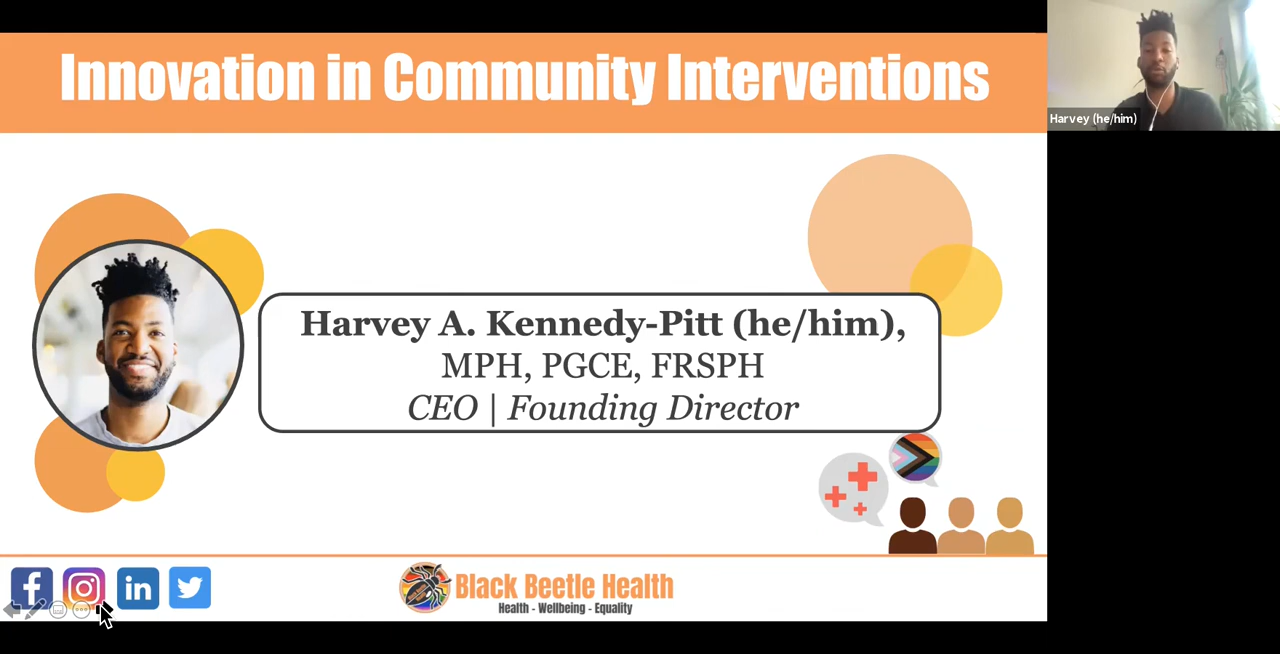 Innovation in Community Interventions
Harvey (he/him)
Harvey A. Kennedy-Pitt (he/him),
MPH, PGCE, FRSPH
CEO | Founding Director
Black Beetle Health
Health - Wellbeing - Equality